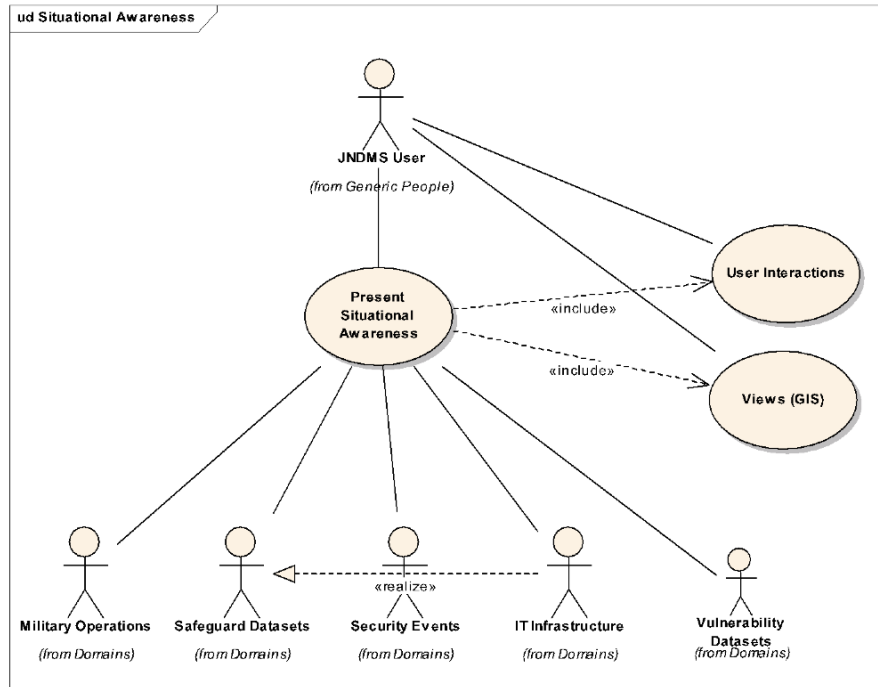 ud Situational Awareness
JNDMS User
(from Generic People)
User Interactions
Present
Situational
Awareness
«include»
«include»
Views (GIS)
«realize»
Military Operations
Safeguard Datasets
Security Events
IT Infrastructure
Vulnerability
Datasets
(from Domains)
(from Domains)
(from Domains)
(from Domains)
(from Domains)